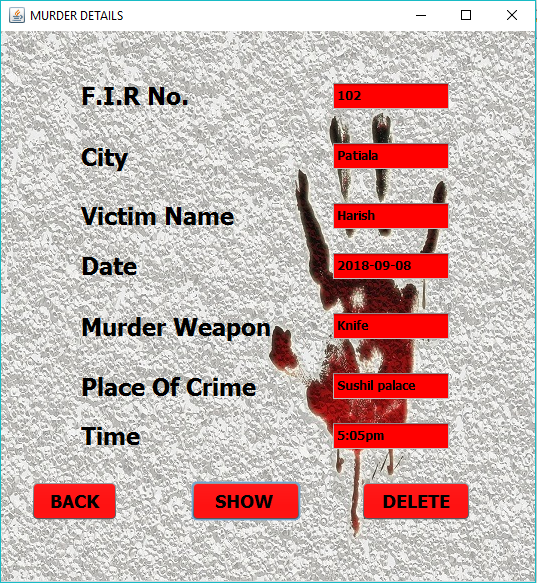 MURDER DETAILS
F.I.R No. 102
City Patiala
Victim Name Harish
Date 2018-09-08
Murder Weapon Knife
Place Of Crime Sushil palace
Time 5:05pm
BACK SHOW DELETE